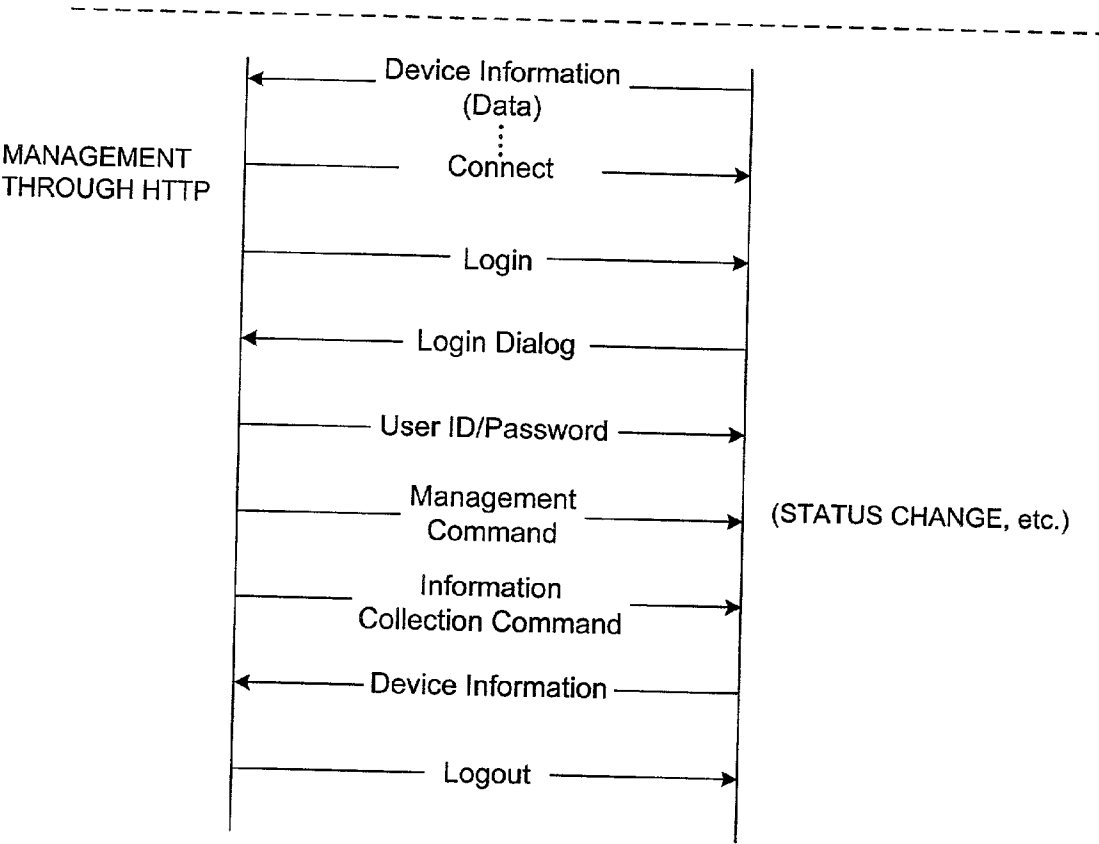 Device Information
(Data)
MANAGEMENT
THROUGH HTTP
Connect
Login
Login Dialog
User ID/Password
Management
Command
(STATUS CHANGE, etc.)
Information
Collection Command
Device Information
Logout